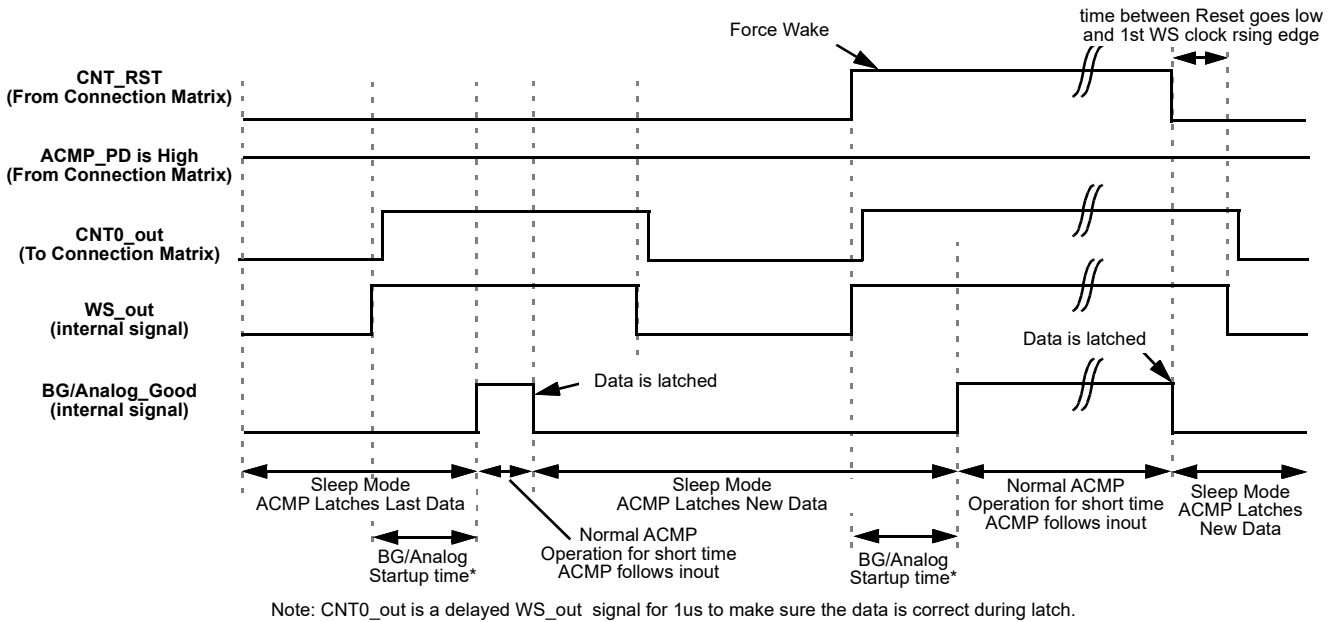 time between Reset goes low
and 1st WS clock rsing edge
Force Wake
CNT_RST
(From Connection Matrix)
ACMP_PD is High
(From Connection Matrix)
CNT0_out
(To Connection Matrix)
WS_out
(internal signal)
Data is latched
BG/Analog_Good
(internal signal)
Data is latched
Sleep Mode
ACMP Latches Last Data
Sleep Mode
ACMP Latches New Data
Normal ACMP
Operation for short time
ACMP follows inout
Sleep Mode
ACMP Latches
New Data
Normal ACMP
Operation for short time
ACMP follows inout
BG/Analog
Startup time*
BG/Analog
Startup time*
Note: CNT0_out is a delayed WS_out signal for 1us to make sure the data is correct during latch.